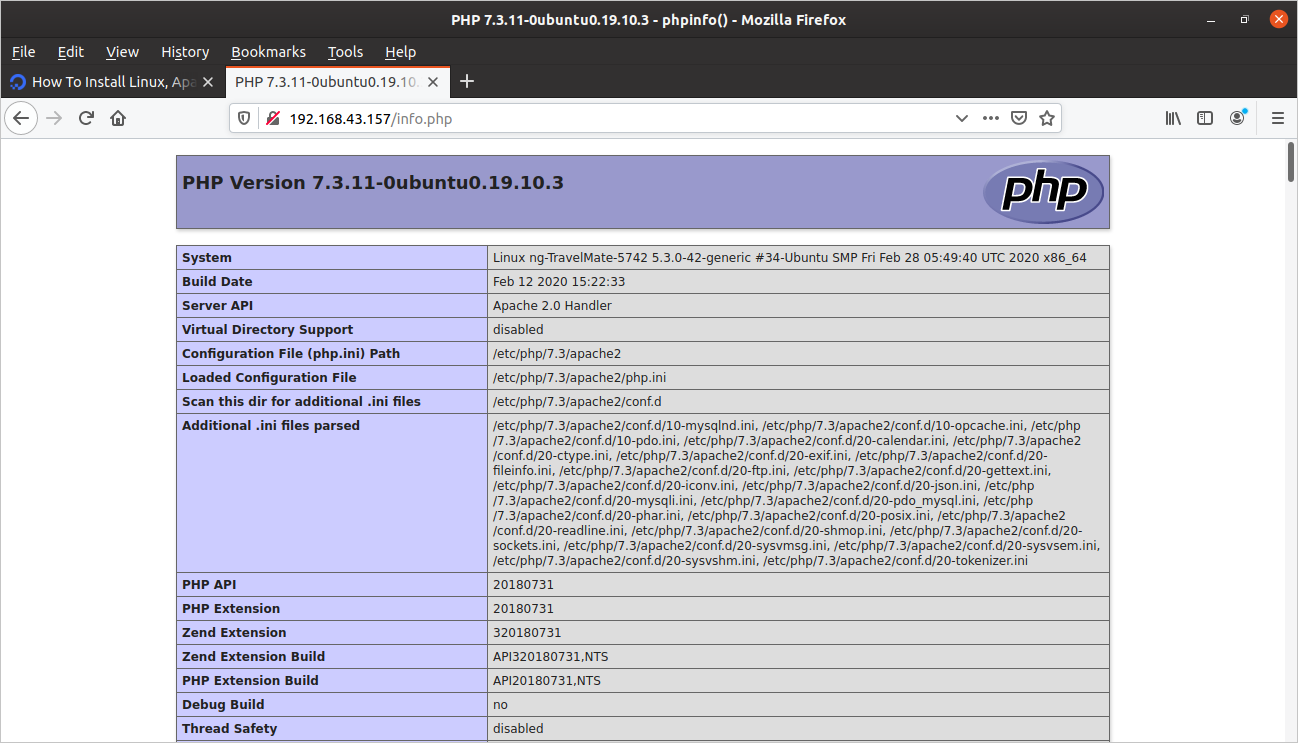 PHP 7.3.11-0ubuntu0.19.10.3 - phpinfo() - Mozilla Firefox
File Edit View History Bookmarks Tools Help
How To Install Linux, Apa
PHP 7.3.11-0ubuntu0.19.10.
192.168.43.157/info.php
PHP Version 7.3.11-0ubuntu0.19.10.3
php
System Linux ng-TravelMate-5742 5.3.0-42-generic #34-Ubuntu SMP Fri Feb 28 05:49:40 UTC 2020 x86_64
Build Date Feb 12 2020 15:22:33
Server API Apache 2.0 Handler
Virtual Directory Support disabled
Configuration File (php.ini) Path /etc/php/7.3/apache2
Loaded Configuration File /etc/php/7.3/apache2/php.ini
Scan this dir for additional .ini files /etc/php/7.3/apache2/conf.d
Additional .ini files parsed /etc/php/7.3/apache2/conf.d/10-mysqlnd.ini, /etc/php/7.3/apache2/conf.d/10-opcache.ini, /etc/php
/7.3/apache2/conf.d/10-pdo.ini, /etc/php/7.3/apache2/conf.d/20-calendar.ini, /etc/php/7.3/apache2
/conf.d/20-ctype.ini, /etc/php/7.3/apache2/conf.d/20-exif.ini, /etc/php/7.3/apache2/conf.d/20-
fileinfo.ini, /etc/php/7.3/apache2/conf.d/20-ftp.ini, /etc/php/7.3/apache2/conf.d/20-gettext.ini,
/etc/php/7.3/apache2/conf.d/20-iconv.ini, /etc/php/7.3/apache2/conf.d/20-json.ini, /etc/php
/7.3/apache2/conf.d/20-mysqli.ini, /etc/php/7.3/apache2/conf.d/20-pdo_mysql.ini, /etc/php
/7.3/apache2/conf.d/20-phar.ini, /etc/php/7.3/apache2/conf.d/20-posix.ini, /etc/php/7.3/apache2
/conf.d/20-readline.ini, /etc/php/7.3/apache2/conf.d/20-shmop.ini, /etc/php/7.3/apache2/conf.d/20-
sockets.ini, /etc/php/7.3/apache2/conf.d/20-sysvmsg.ini, /etc/php/7.3/apache2/conf.d/20-sysvsem.ini,
/etc/php/7.3/apache2/conf.d/20-sysvshm.ini, /etc/php/7.3/apache2/conf.d/20-tokenizer.ini
PHP API 20180731
PHP Extension 20180731
Zend Extension 320180731
Zend Extension Build API320180731,NTS
PHP Extension Build API20180731,NTS
Debug Build no
Thread Safety disabled